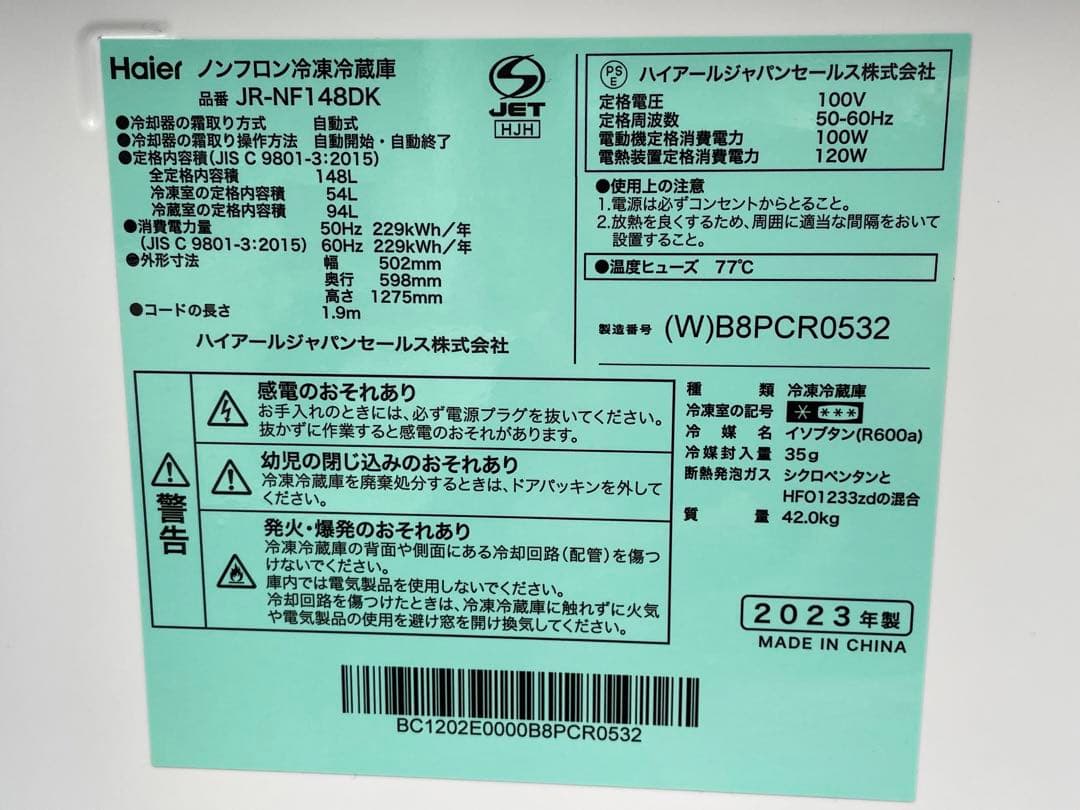 Haier ノンフロン冷凍冷蔵庫
品番 JR-NF148DK
●冷却器の霜取り方式 自動式
●冷却器の霜取り操作方法 自動開始・自動終了
●定格内容積(JIS C 9801-3:2015)
全定格内容積 148L
冷凍室の定格内容積 54L
冷蔵室の定格内容積 94L
●消費電力量 50Hz 229kWh/年
(JIS C 9801-3:2015) 60Hz 229kWh/年
●外形寸法 幅 502mm
奥行 598mm
高さ 1275mm
●コードの長さ 1.9m
ハイアールジャパンセールス株式会社
S
JET
HJH
PS
E
ハイアールジャパンセールス株式会社
定格電圧 100V
定格周波数 50-60Hz
電動機定格消費電力 100W
電熱装置定格消費電力 120W
●使用上の注意
1.電源は必ずコンセントからとること。
2.放熱を良くするため、周囲に適当な間隔をおいて
設置すること。
●温度ヒューズ 77℃
製造番号 (W)B8PCR0532
警告
感電のおそれあり
お手入れのときには、必ず電源プラグを抜いてください。
抜かずに作業すると感電のおそれがあります。
幼児の閉じ込みのおそれあり
冷凍冷蔵庫を廃棄処分するときは、ドアパッキンを外して
ください。
発火・爆発のおそれあり
冷凍冷蔵庫の背面や側面にある冷却回路(配管)を傷つ
けないでください。
庫内では電気製品を使用しないでください。
冷却回路を傷つけたときは、冷凍冷蔵庫に触れずに火気
や電気製品の使用を避け窓を開け換気してください。
種類 冷凍冷蔵庫
冷凍室の記号 * ***
冷媒名 イソブタン(R600a)
冷媒封入量 35g
断熱発泡ガス シクロペンタンと
HFO1233zdの混合
質量 42.0kg
2023年製
MADE IN CHINA
BC1202E0000B8PCR0532